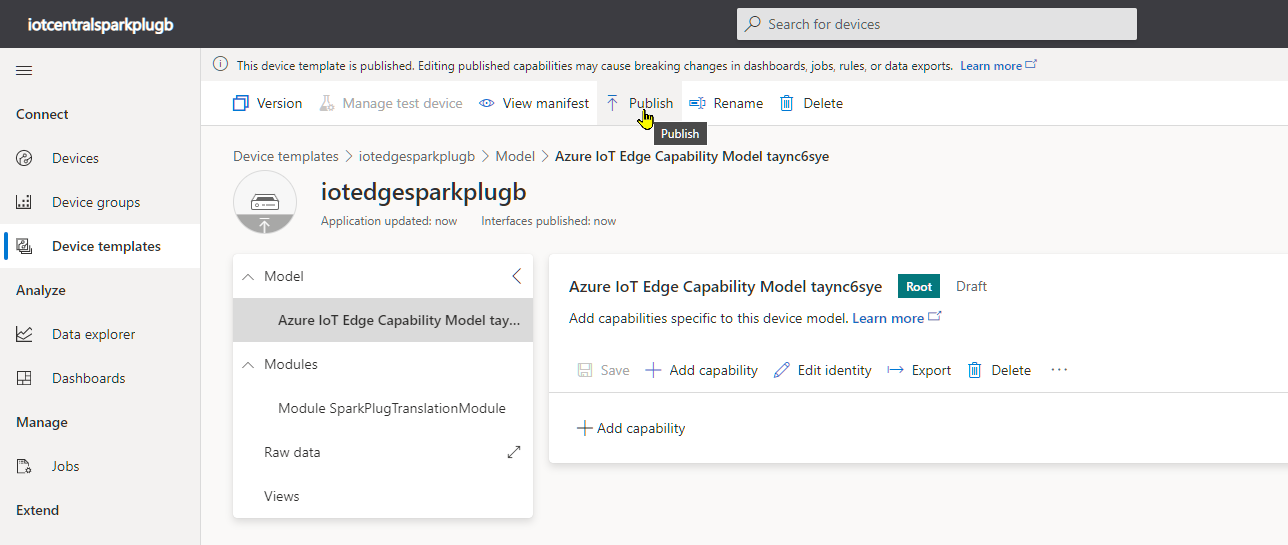 iotcentralsparkplugb
Search for devices
This device template is published. Editing published capabilities may cause breaking changes in dashboards, jobs, rules, or data exports. Learn more
Version Manage test device View manifest Publish Rename Delete
Publish
Connect
Devices
Device groups
Device templates
Analyze
Data explorer
Dashboards
Manage
Jobs
Extend
Device templates > iotedgesparkplugb > Model > Azure IoT Edge Capability Model taync6sye
iotedgesparkplugb
Application updated: now Interfaces published: now
Model
Azure IoT Edge Capability Model tay...
Modules
Module SparkPlugTranslationModule
Raw data
Views
Azure IoT Edge Capability Model taync6sye Root Draft
Add capabilities specific to this device model. Learn more
Save Add capability Edit identity Export Delete ...
Add capability